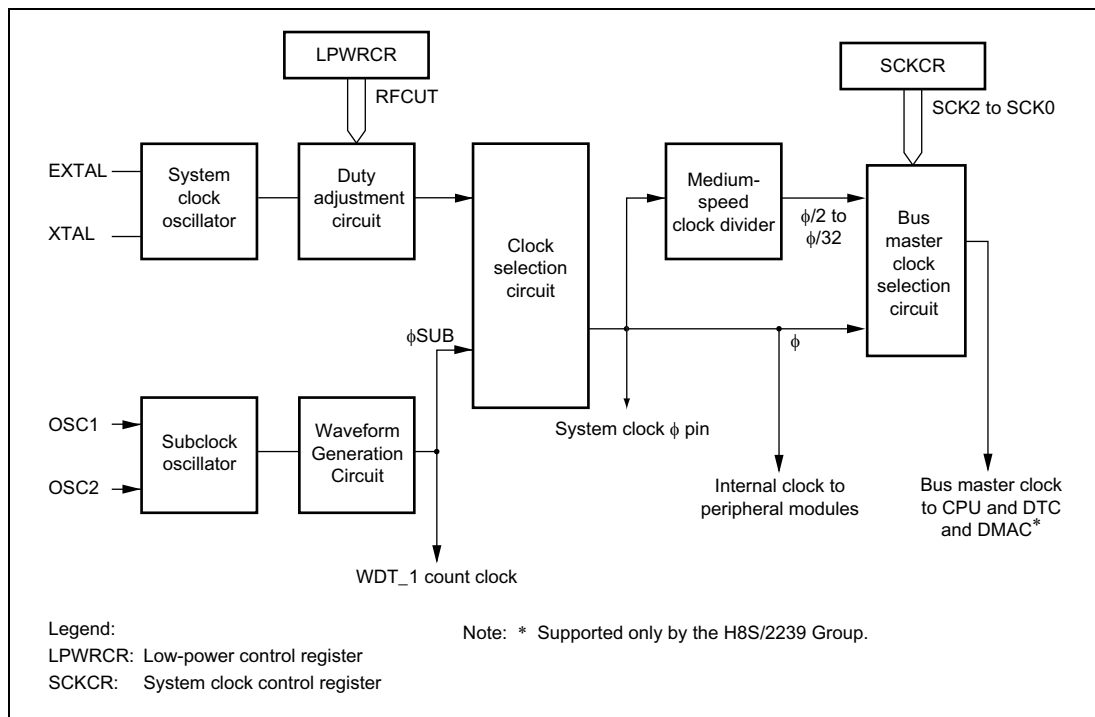 LPWRCR
RFCUT
SCKCR
SCK2 to SCK0
EXTAL
XTAL
System
clock
oscillator
Duty
adjustment
circuit
Clock
selection
circuit
Medium-
speed
clock divider
ϕ/2 to
ϕ/32
Bus
master
clock
selection
circuit
ϕSUB
ϕ
OSC1
OSC2
Subclock
oscillator
Waveform
Generation
Circuit
System clock ϕ pin
Internal clock to
peripheral modules
Bus master clock
to CPU and DTC
and DMAC*
WDT_1 count clock
Legend:
LPWRCR: Low-power control register
SCKCR: System clock control register
Note: * Supported only by the H8S/2239 Group.